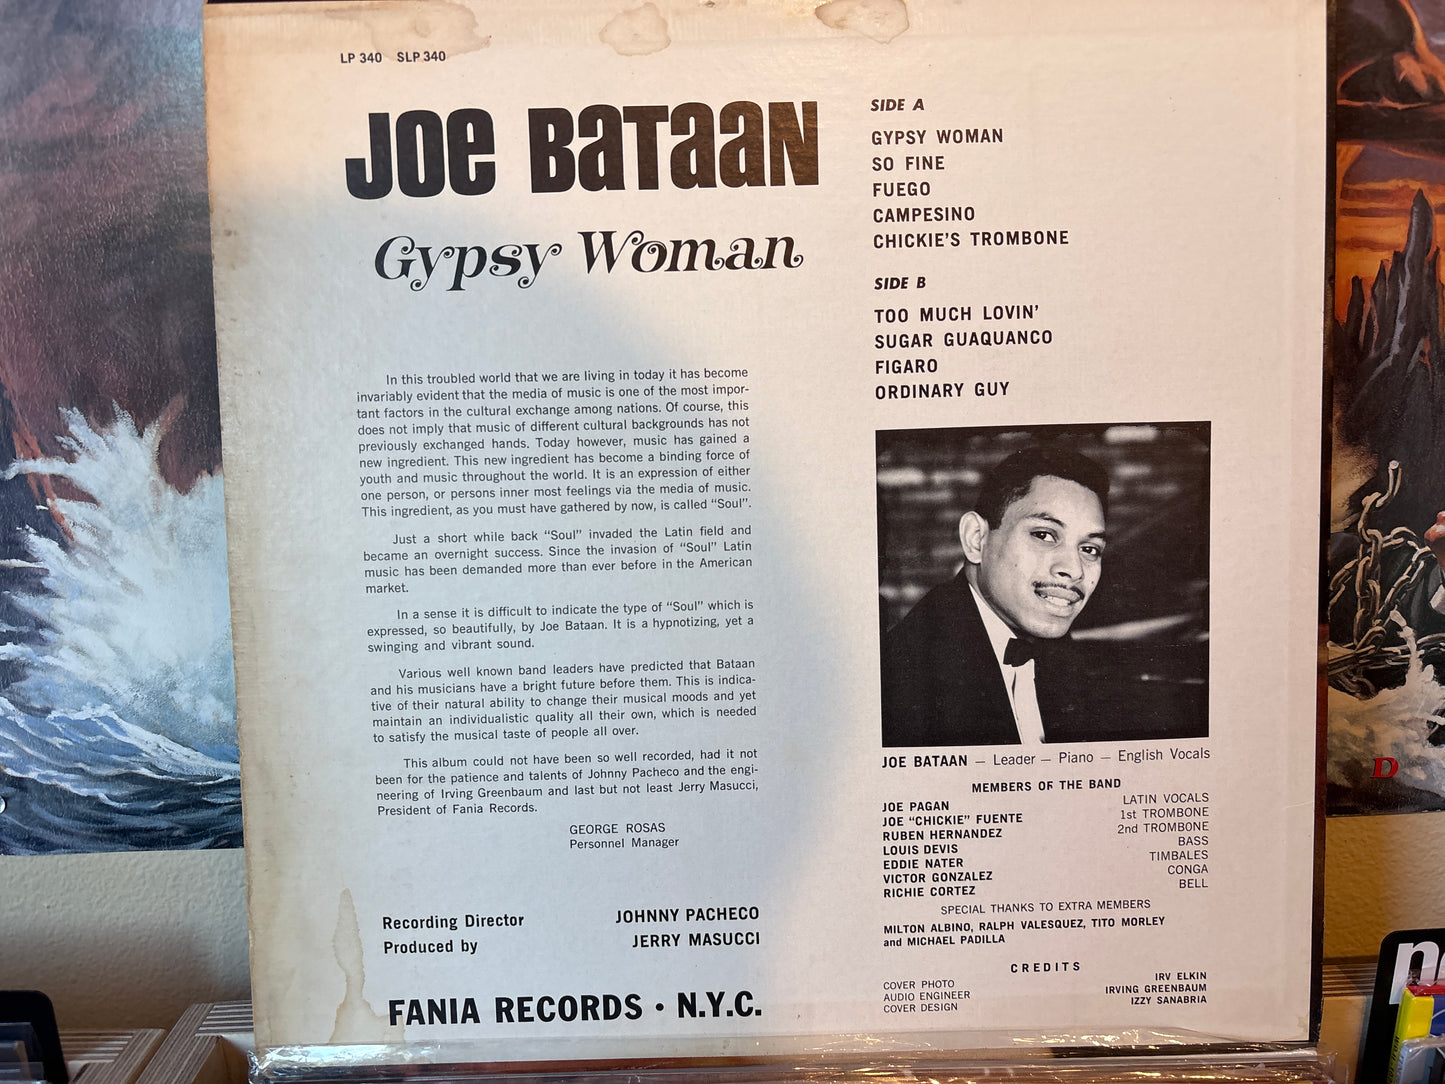 LP 340 SLP 340
JOE BATAAN
Gypsy Woman
In this troubled world that we are living in today it has become
invariably evident that the media of music is one of the most impor-
tant factors in the cultural exchange among nations. Of course, this
does not imply that music of different cultural backgrounds has not
previously exchanged hands. Today however, music has gained a
new ingredient. This new ingredient has become a binding force of
youth and music throughout the world. It is an expression of either
one person, or persons inner most feelings via the media of music.
This ingredient, as you must have gathered by now, is called “Soul”.
Just a short while back “Soul” invaded the Latin field and
became an overnight success. Since the invasion of “Soul” Latin
music has been demanded more than ever before in the American
market.
In a sense it is difficult to indicate the type of “Soul” which is
expressed, so beautifully, by Joe Bataan. It is a hypnotizing, yet a
swinging and vibrant sound.
Various well known band leaders have predicted that Bataan
and his musicians have a bright future before them. This is indica-
tive of their natural ability to change their musical moods and yet
maintain an individualistic quality all their own, which is needed
to satisfy the musical taste of people all over.
This album could not have been so well recorded, had it not
been for the patience and talents of Johnny Pacheco and the engi-
neering of Irving Greenbaum and last but not least Jerry Masucci,
President of Fania Records.
GEORGE ROSAS
Personnel Manager
Recording Director JOHNNY PACHECO
Produced by JERRY MASUCCI
FANIA RECORDS • N.Y.C.
SIDE A
GYPSY WOMAN
SO FINE
FUEGO
CAMPESINO
CHICKIE'S TROMBONE
SIDE B
TOO MUCH LOVIN'
SUGAR GUAQUANCO
FIGARO
ORDINARY GUY
JOE BATAAN — Leader — Piano — English Vocals
MEMBERS OF THE BAND
JOE PAGAN LATIN VOCALS
JOE “CHICKIE” FUENTE 1st TROMBONE
RUBEN HERNANDEZ 2nd TROMBONE
LOUIS DEVIS BASS
EDDIE NATER TIMBALES
VICTOR GONZALEZ CONGA
RICHIE CORTEZ BELL
SPECIAL THANKS TO EXTRA MEMBERS
MILTON ALBINO, RALPH VALESQUEZ, TITO MORLEY
and MICHAEL PADILLA
CREDITS
COVER PHOTO IRV ELKIN
AUDIO ENGINEER IRVING GREENBAUM
COVER DESIGN IZZY SANABRIA
D